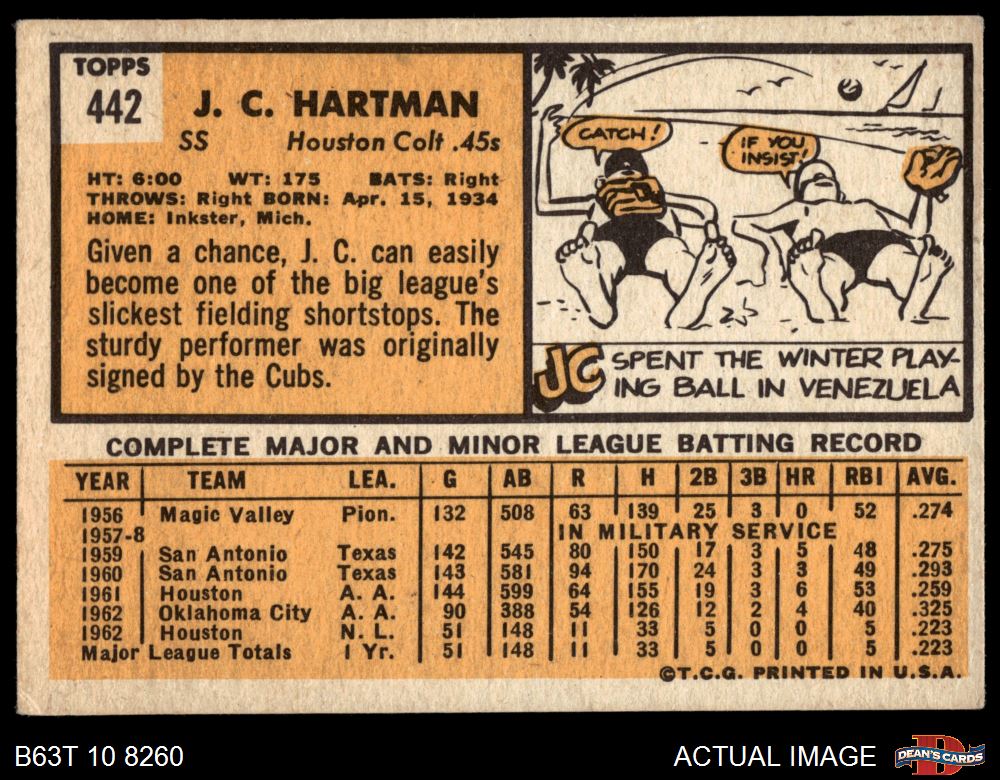 TOPPS
442
J. C. HARTMAN
SS Houston Colt .45s
HT: 6:00 WT: 175 BATS: Right
THROWS: Right BORN: Apr. 15, 1934
HOME: Inkster, Mich.
Given a chance, J. C. can easily
become one of the big league's
slickest fielding shortstops. The
sturdy performer was originally
signed by the Cubs.
CATCH!
IF YOU
INSIST!
JC SPENT THE WINTER PLAY-
ING BALL IN VENEZUELA
COMPLETE MAJOR AND MINOR LEAGUE BATTING RECORD
YEAR TEAM LEA. G AB R H 2B 3B HR RBI AVG.
1956 Magic Valley Pion. 132 508 63 139 25 3 0 52 .274
1957-8 IN MILITARY SERVICE
1959 San Antonio Texas 142 545 80 150 17 3 5 48 .275
1960 San Antonio Texas 143 581 94 170 24 3 3 49 .293
1961 Houston A. A. 144 599 64 155 19 3 6 53 .259
1962 Oklahoma City A. A. 90 388 54 126 12 2 4 40 .325
1962 Houston N. L. 51 148 11 33 5 0 0 5 .223
Major League Totals 1 Yr. 51 148 11 33 5 0 0 5 .223
©T.C.G. PRINTED IN U.S.A.
B63T 10 8260 ACTUAL IMAGE
DEAN'S CARDS